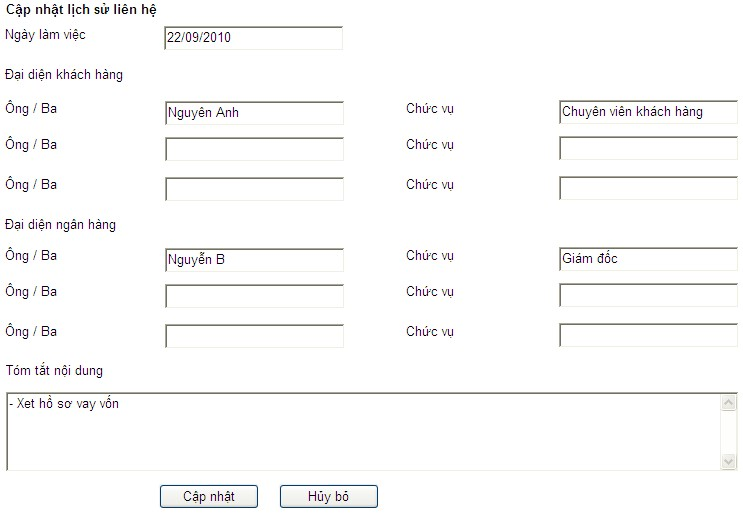 Cập nhật lịch sử liên hệ
Ngày làm việc 22/09/2010
Đại diện khách hàng
Ông / Ba Nguyên Anh Chức vụ Chuyên viên khách hàng
Ông / Ba Chức vụ
Ông / Ba Chức vụ
Đại diện ngân hàng
Ông / Ba Nguyễn B Chức vụ Giám đốc
Ông / Ba Chức vụ
Ông / Ba Chức vụ
Tóm tắt nội dung
- Xet hồ sơ vay vốn
Cập nhật Hủy bỏ